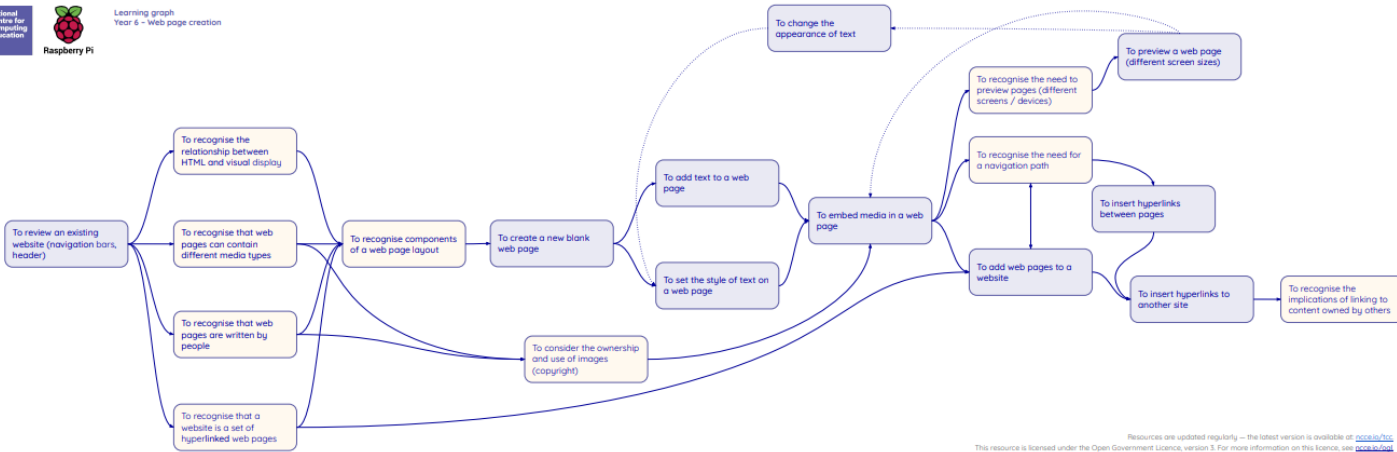 tional
ntre for
mputing
ucation
Raspberry Pi
Learning graph
Year 6 – Web page creation
To change the
appearance of text
To preview a web page
(different screen sizes)
To recognise the need to
preview pages (different
screens / devices)
To recognise the
relationship between
HTML and visual display
To recognise the need for
a navigation path
To add text to a web
page
To insert hyperlinks
between pages
To review an existing
website (navigation bars,
header)
To recognise that web
pages can contain
different media types
To recognise components
of a web page layout
To create a new blank
web page
To embed media in a web
page
To set the style of text on
a web page
To add web pages to a
website
To insert hyperlinks to
another site
To recognise the
implications of linking to
content owned by others
To recognise that web
pages are written by
people
To consider the ownership
and use of images
(copyright)
To recognise that a
website is a set of
hyperlinked web pages
Resources are updated regularly — the latest version is available at: ncce.io/tcc.
This resource is licensed under the Open Government Licence, version 3. For more information on this licence, see ncce.io/ogl.